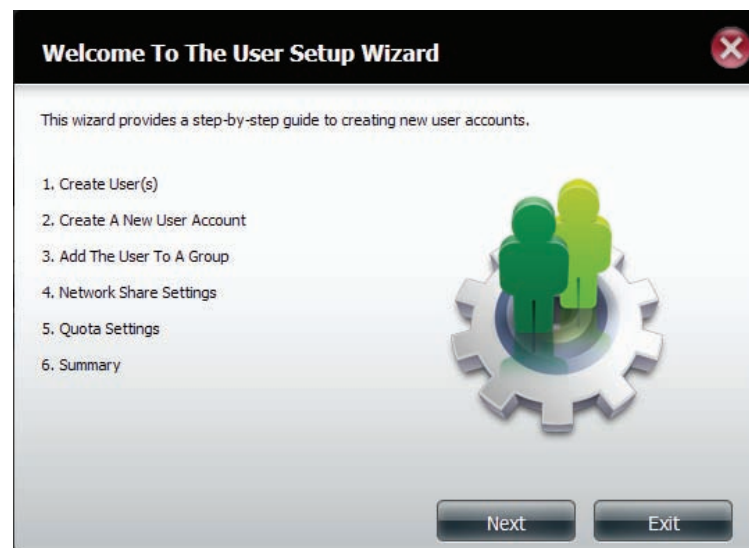 Welcome To The User Setup Wizard
This wizard provides a step-by-step guide to creating new user accounts.
1. Create User(s)
2. Create A New User Account
3. Add The User To A Group
4. Network Share Settings
5. Quota Settings
6. Summary
Next
Exit